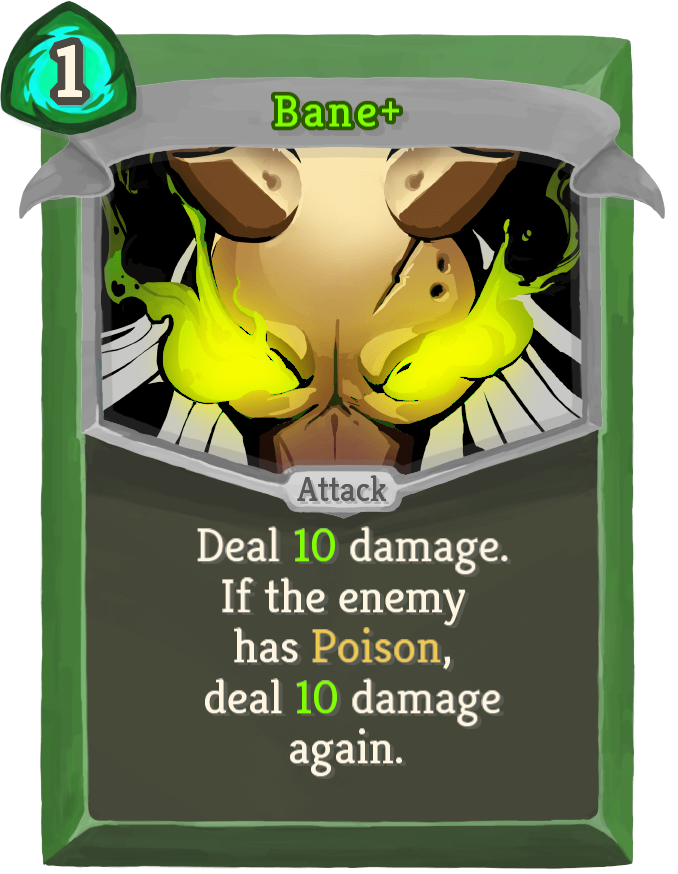 1
Bane+
Attack
Deal 10 damage.
If the enemy
has Poison,
deal 10 damage
again.